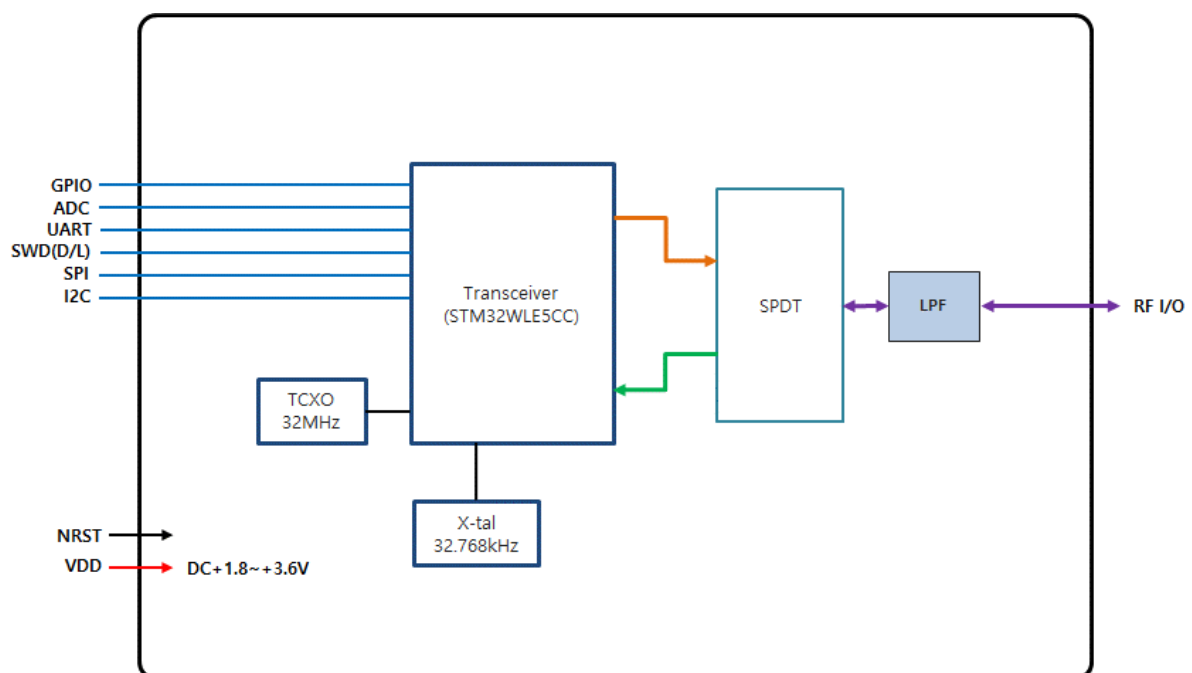 GPIO
ADC
UART
SWD(D/L)
SPI
I2C
Transceiver
(STM32WLE5CC)
SPDT
LPF
RF I/O
TCXO
32MHz
X-tal
32.768kHz
NRST
VDD
DC+1.8~+3.6V